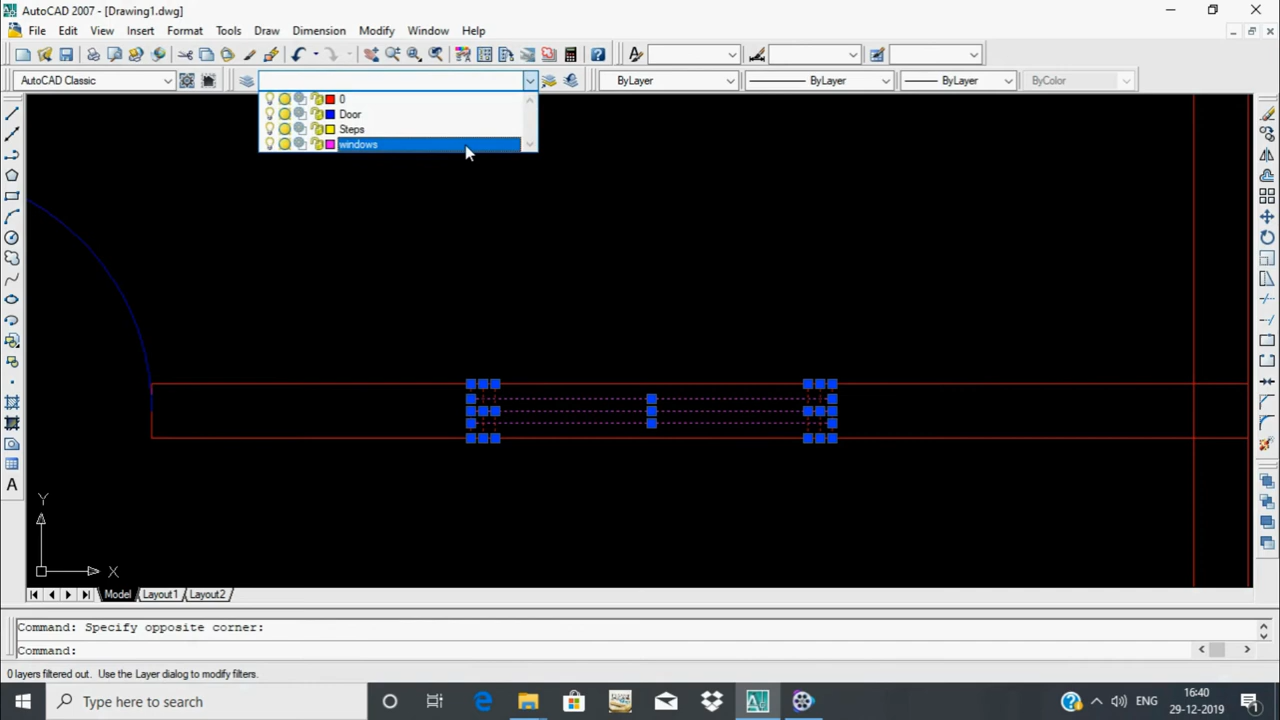 AutoCAD 2007 - [Drawing1.dwg]
File Edit View Insert Format Tools Draw Dimension Modify Window Help
AutoCAD Classic ByLayer ByLayer ByLayer ByColor
0
Door
Steps
windows
A
Y
X
Model Layout1 Layout2
Command: Specify opposite corner:
Command:
0 layers filtered out. Use the Layer dialog to modify filters.
Type here to search
ENG
16:40
29-12-2019
1